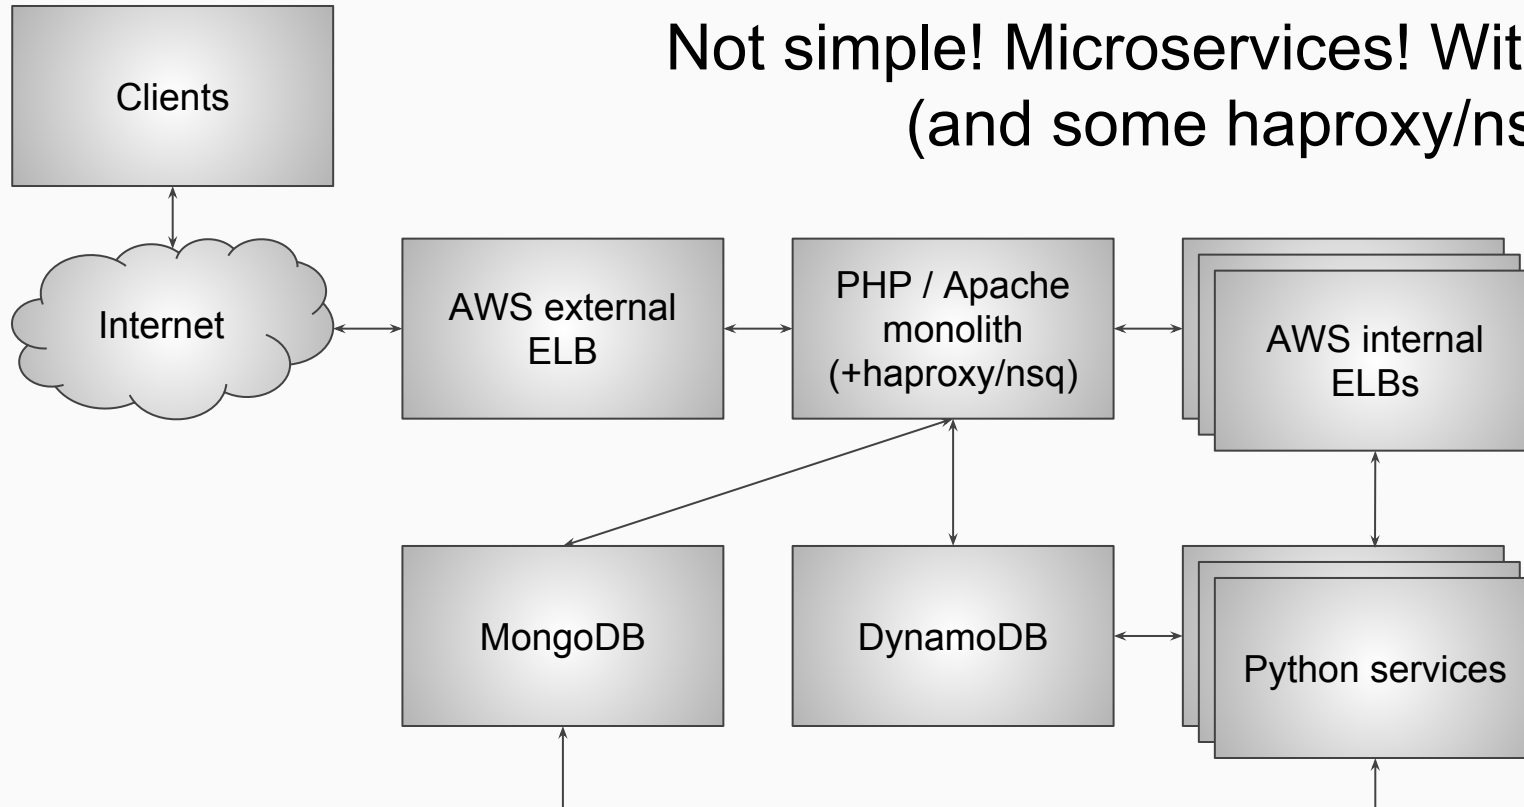 Not simple! Microservices! Wit
(and some haproxy/ns
Clients
Internet
AWS external
ELB
PHP / Apache
monolith
(+haproxy/nsq)
AWS internal
ELBs
MongoDB
DynamoDB
Python services